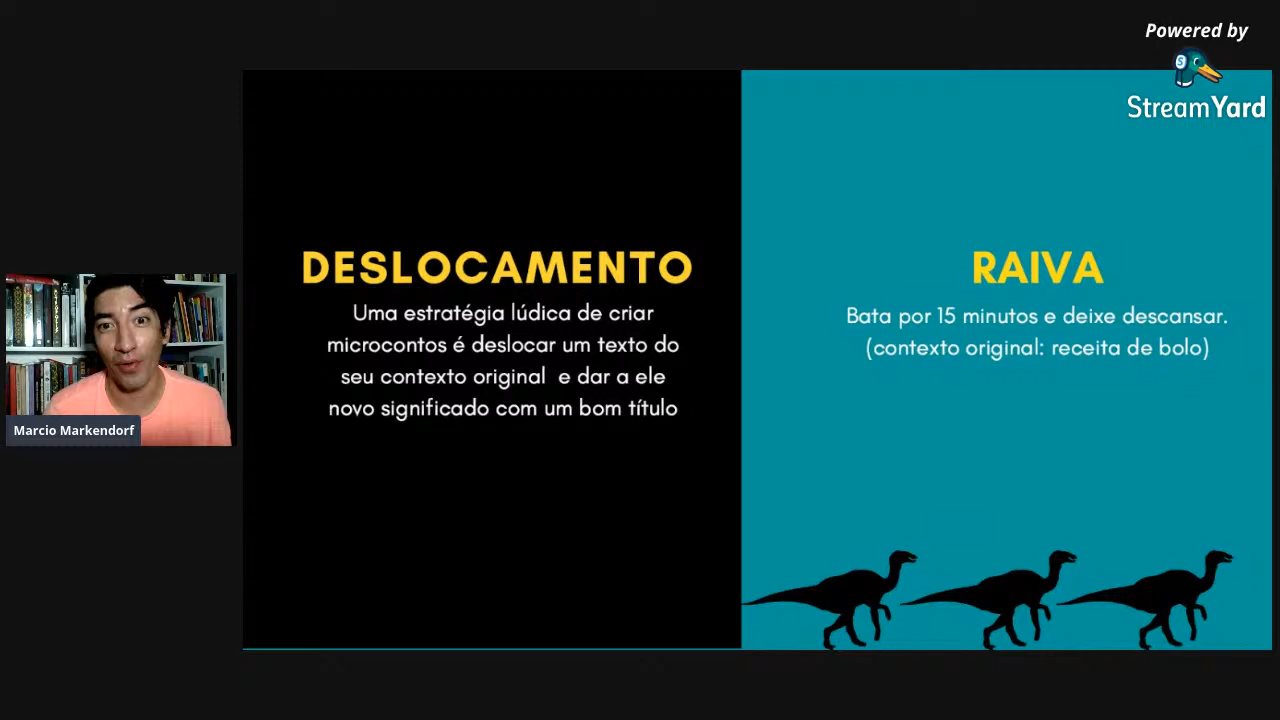 Powered by
StreamYard
DESLOCAMENTO
Uma estratégia lúdica de criar
microcontos é deslocar um texto do
seu contexto original e dar a ele
novo significado com um bom título
RAIVA
Bata por 15 minutos e deixe descansar.
(contexto original: receita de bolo)
Marcio Markendorf